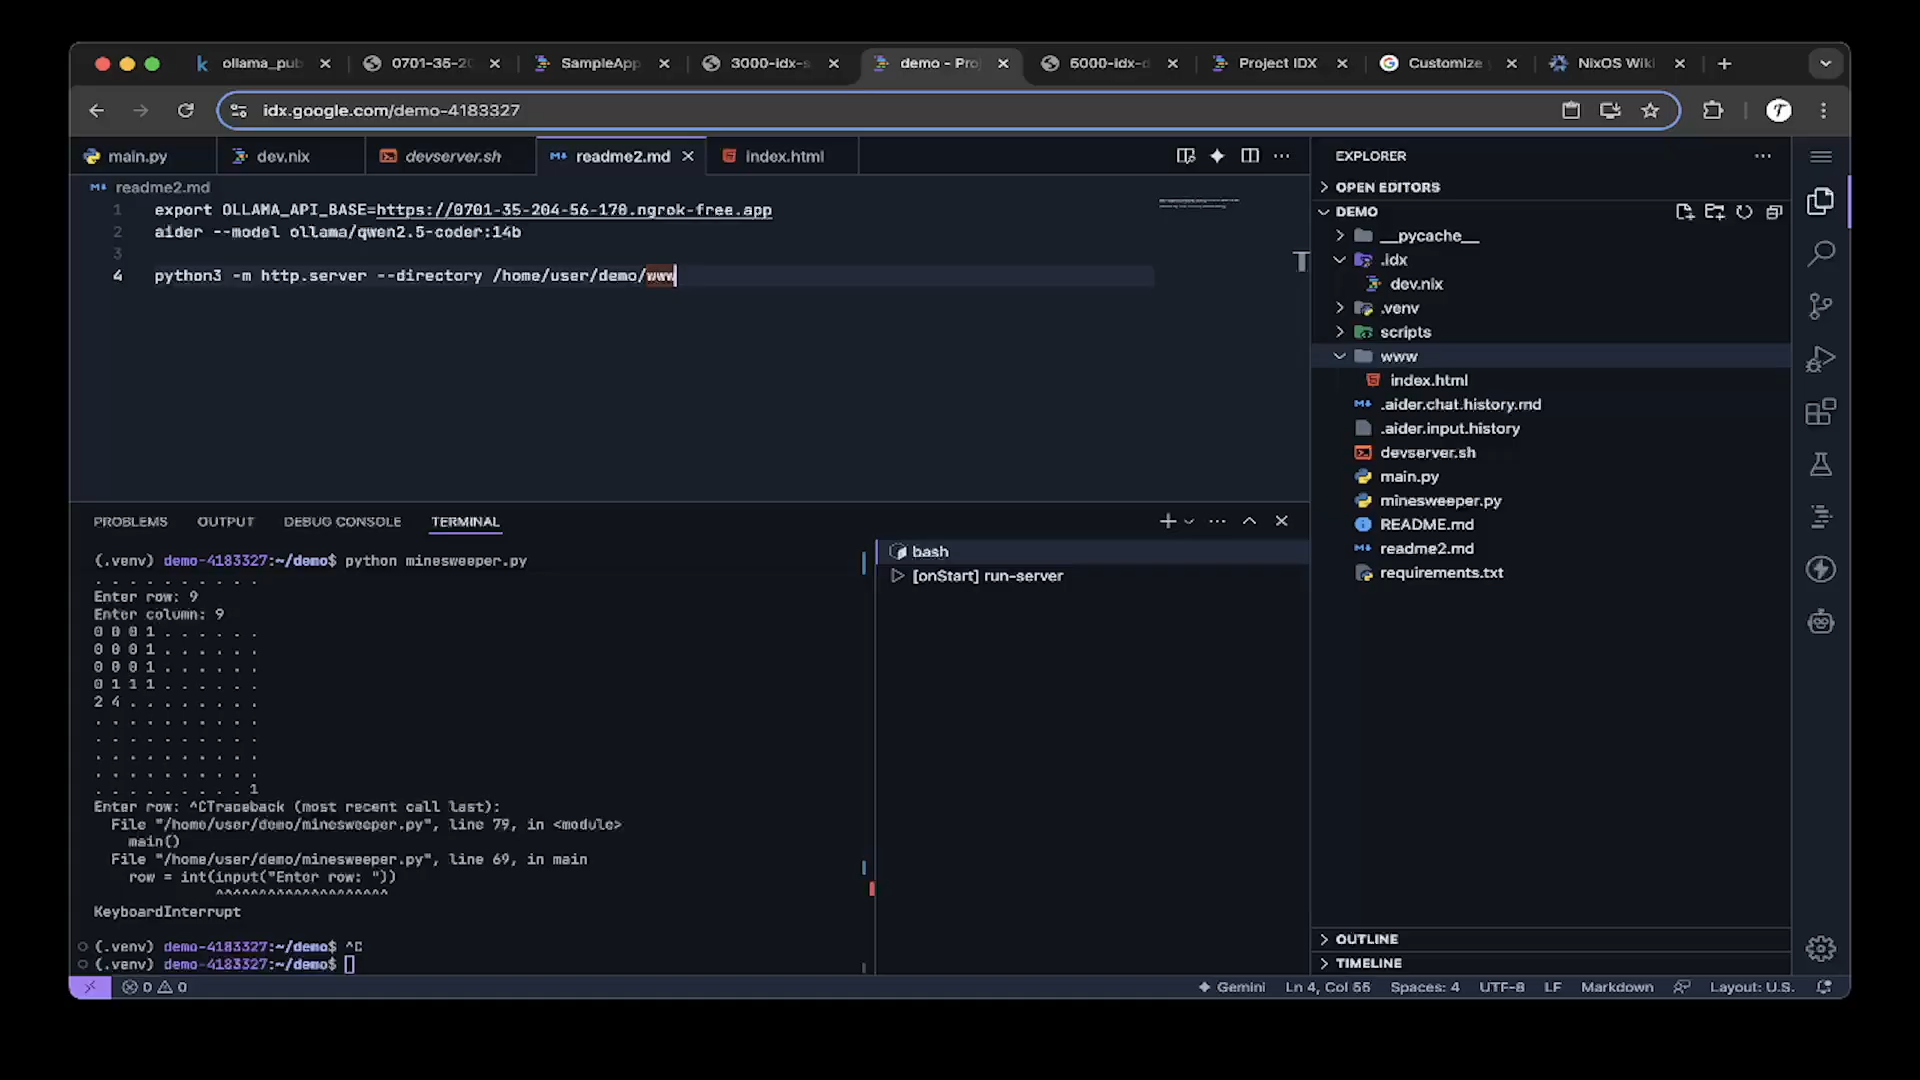 ollama_pub
0701-35-20
SampleApp
3000-idx-s
demo - Proj
5000-idx-d
Project IDX
Customize y
NixOS Wiki
idx.google.com/demo-4183327
main.py
dev.nix
devserver.sh
readme2.md
index.html
readme2.md
1 export OLLAMA_API_BASE=https://0701-35-204-56-170.ngrok-free.app
2 aider --model ollama/qwen2.5-coder:14b
3
4 python3 -m http.server --directory /home/user/demo/www
PROBLEMS OUTPUT DEBUG CONSOLE TERMINAL
(.venv) demo-4183327:~/demo$ python minesweeper.py
. . . . . . . . . .
Enter row: 9
Enter column: 9
0 0 0 1 . . . . . .
0 0 0 1 . . . . . .
0 0 0 1 . . . . . .
0 1 1 1 . . . . . .
2 4 . . . . . . . .
. . . . . . . . . .
. . . . . . . . . .
. . . . . . . . . .
. . . . . . . . . .
. . . . . . . . . 1
Enter row: ^CTraceback (most recent call last):
File "/home/user/demo/minesweeper.py", line 79, in <module>
main()
File "/home/user/demo/minesweeper.py", line 69, in main
row = int(input("Enter row: "))
^^^^^^^^^^^^^^^^^^^^
KeyboardInterrupt
(.venv) demo-4183327:~/demo$ ^C
(.venv) demo-4183327:~/demo$
bash
[onStart] run-server
EXPLORER
OPEN EDITORS
DEMO
__pycache__
.idx
dev.nix
.venv
scripts
www
index.html
.aider.chat.history.md
.aider.input.history
devserver.sh
main.py
minesweeper.py
README.md
readme2.md
requirements.txt
OUTLINE
TIMELINE
0 0
Gemini Ln 4, Col 55 Spaces: 4 UTF-8 LF Markdown Layout: U.S.